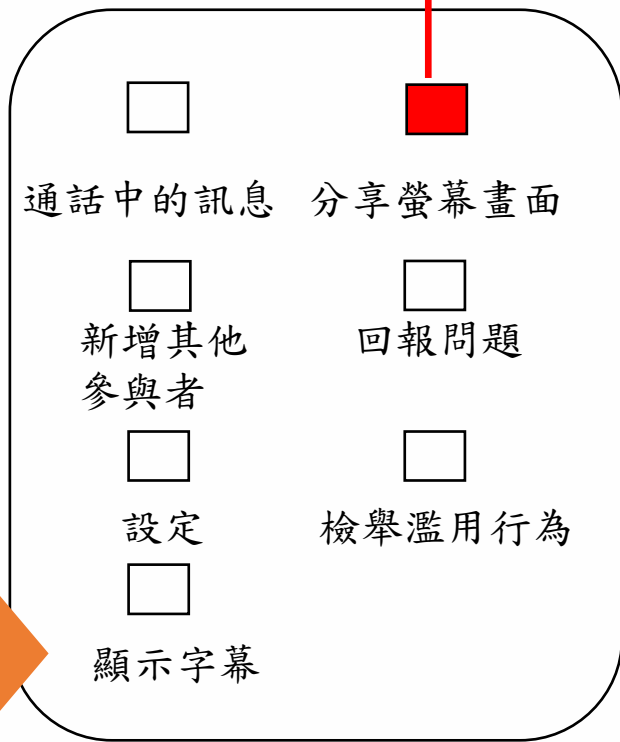 通話中的訊息
分享螢幕畫面
新增其他
參與者
回報問題
設定
檢舉濫用行為
顯示字幕